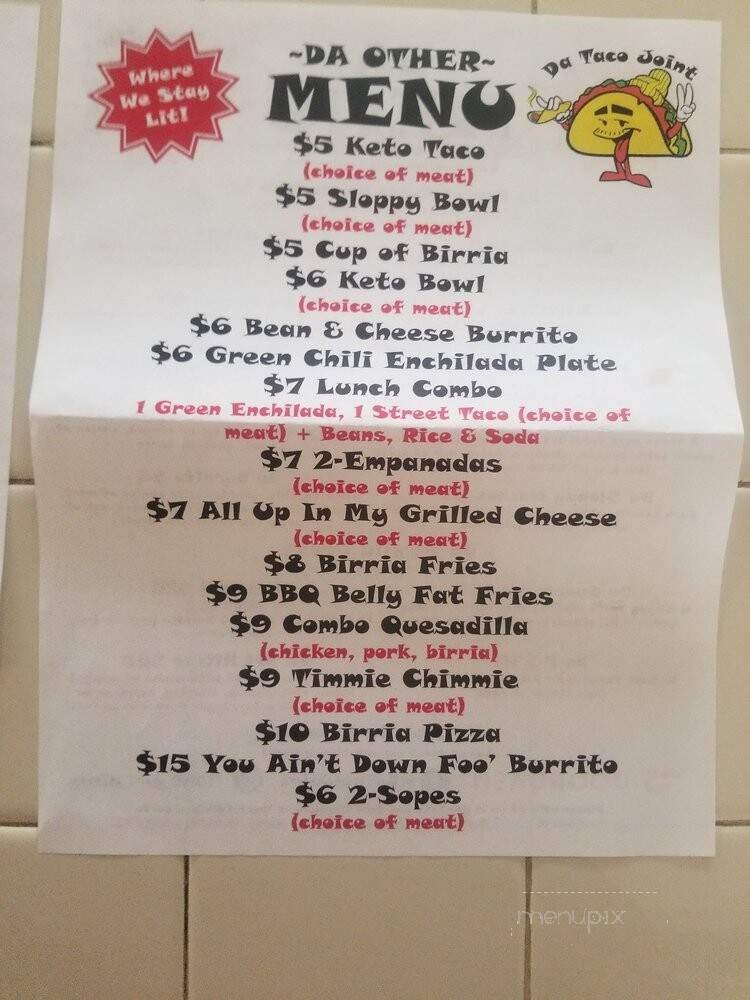 Where
We Stay
Lit!
~DA OTHER~
MENU
Da Taco Joint
$5 Keto Taco
(choice of meat)
$5 Sloppy Bowl
(choice of meat)
$5 Cup of Birria
$6 Keto Bowl
(choice of meat)
$6 Bean & Cheese Burrito
$6 Green Chili Enchilada Plate
$7 Lunch Combo
1 Green Enchilada, 1 Street Taco (choice of
meat) + Beans, Rice & Soda
$7 2-Empanadas
(choice of meat)
$7 All Up In My Grilled Cheese
(choice of meat)
$8 Birria Fries
$9 BBQ Belly Fat Fries
$9 Combo Quesadilla
(chicken, pork, birria)
$9 Timmie Chimmie
(choice of meat)
$10 Birria Pizza
$15 You Ain't Down Foo' Burrito
$6 2-Sopes
(choice of meat)
menupix